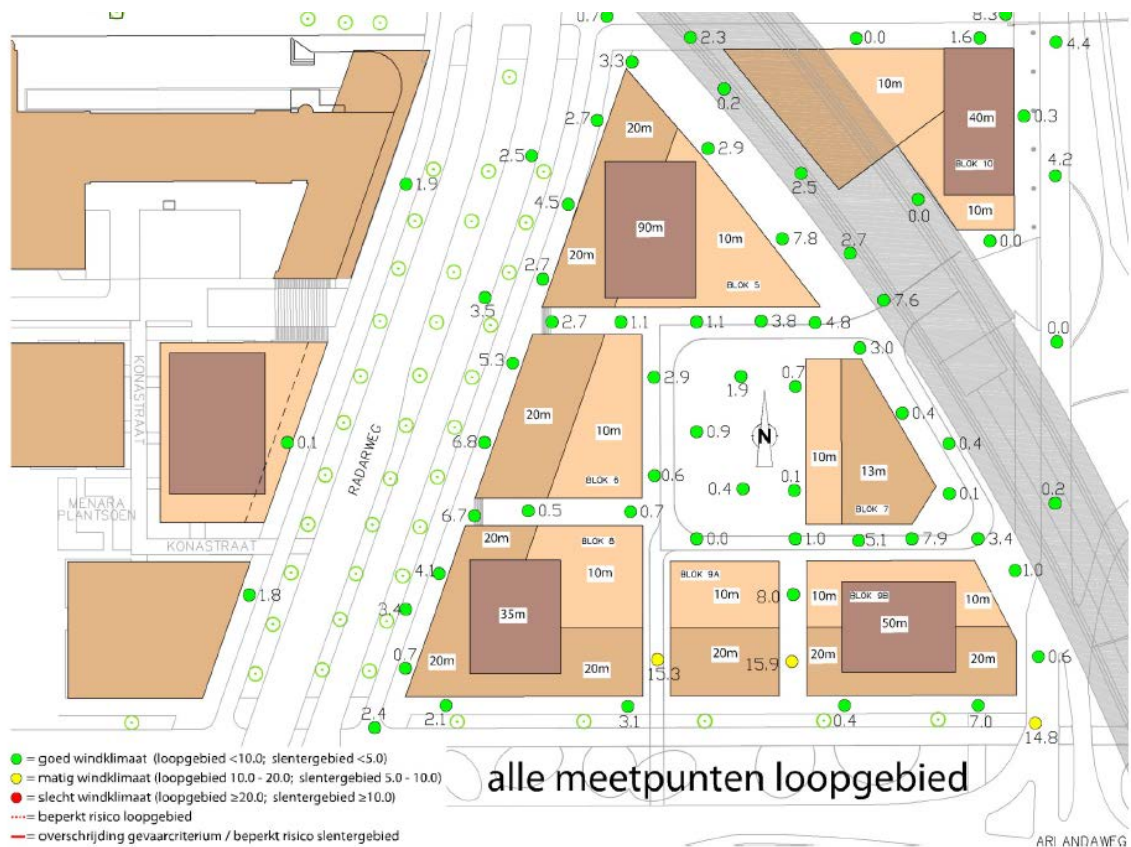 0.7
8.3
2.3
0.0
1.6
4.4
3.3
0.2
10m
40m
0.3
2.7
20m
2.9
BLOK 10
2.5
1.9
2.5
4.2
4.5
90m
0.0
10m
7.8
2.7
0.0
20m
10m
2.7
BLOK 5
3.5
7.6
2.7
1.1
1.1
3.8
4.8
0.0
3.0
5.3
2.9
1.9
0.7
KONASTRAAT
20m
10m
0.9
N
0.4
0.1
6.8
0.4
RADARWEG
10m
13m
BLOK 6
0.6
0.4
0.1
0.1
0.2
MENARA
PLANTSOEN
BLOK 7
6.7
0.5
0.7
KONASTRAAT
20m
BLOK 8
0.0
1.0
5.1
7.9
3.4
4.1
10m
BLOK 9A
1.0
1.8
3.4
35m
10m
8.0
10m
BLOK 9B
10m
50m
0.7
20m
20m
15.3
20m
15.9
20m
20m
0.6
2.4
2.1
3.1
0.4
7.0
14.8
= goed windklimaat (loopgebied <10.0; slentergebied <5.0)
= matig windklimaat (loopgebied 10.0 - 20.0; slentergebied 5.0 - 10.0)
= slecht windklimaat (loopgebied ≥20.0; slentergebied ≥10.0)
= beperkt risico loopgebied
= overschrijding gevaarcriterium / beperkt risico slentergebied
alle meetpunten loopgebied
ARLANDAWEG